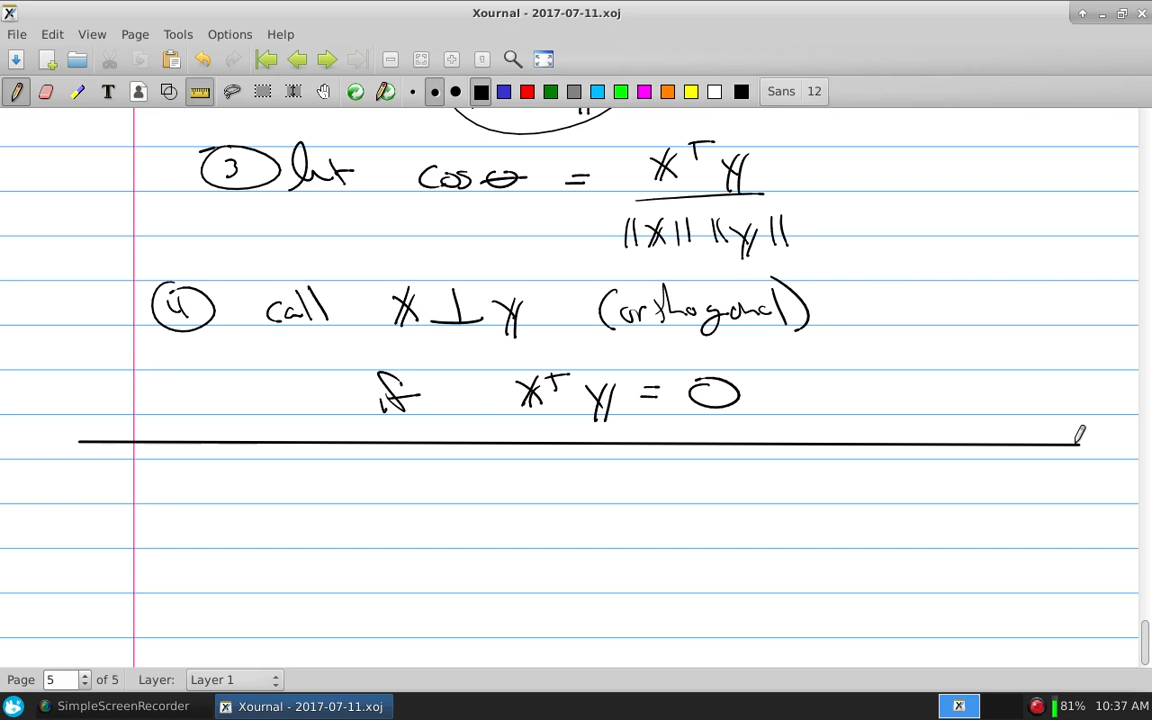 Xournal - 2017-07-11.xoj
File Edit View Page Tools Options Help
Sans 12
3 let cos θ = x^T y / ||x|| ||y||
4 call x ⊥ y (orthogonal)
if x^T y = 0
Page 5 of 5 Layer: Layer 1
SimpleScreenRecorder Xournal - 2017-07-11.xoj 81% 10:37 AM